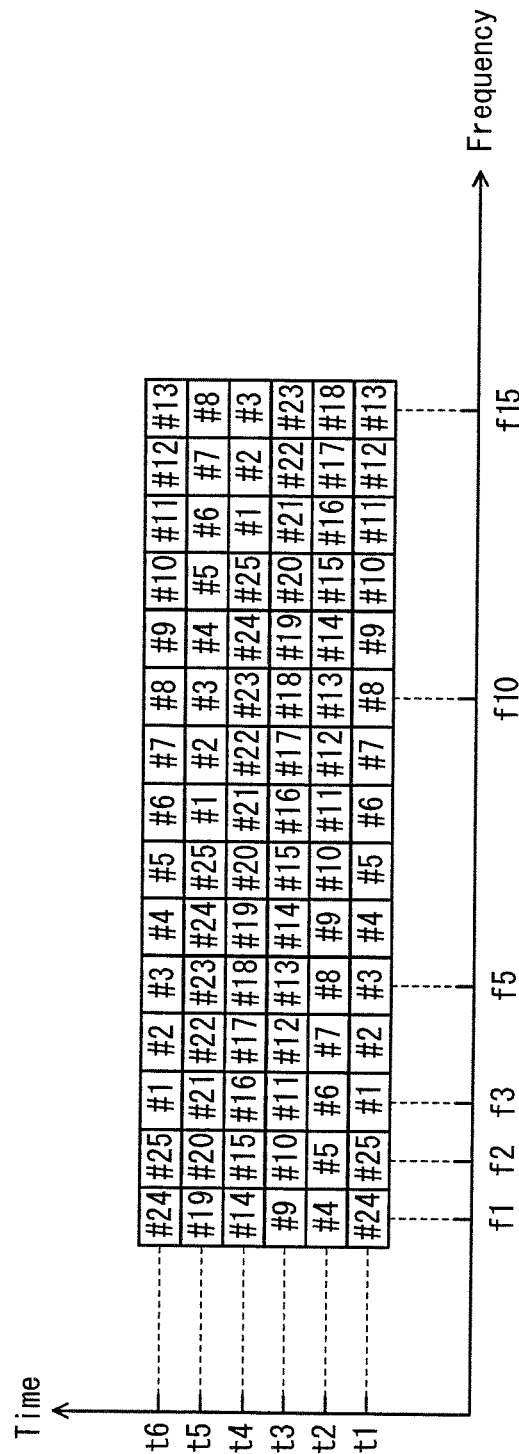 Time
t6 #24 #25 #1 #2 #3 #4 #5 #6 #7 #8 #9 #10 #11 #12 #13
t5 #19 #20 #21 #22 #23 #24 #25 #1 #2 #3 #4 #5 #6 #7 #8
t4 #14 #15 #16 #17 #18 #19 #20 #21 #22 #23 #24 #25 #1 #2 #3
t3 #9 #10 #11 #12 #13 #14 #15 #16 #17 #18 #19 #20 #21 #22 #23
t2 #4 #5 #6 #7 #8 #9 #10 #11 #12 #13 #14 #15 #16 #17 #18
t1 #24 #25 #1 #2 #3 #4 #5 #6 #7 #8 #9 #10 #11 #12 #13
f1 f2 f3 f5 f10 f15
Frequency